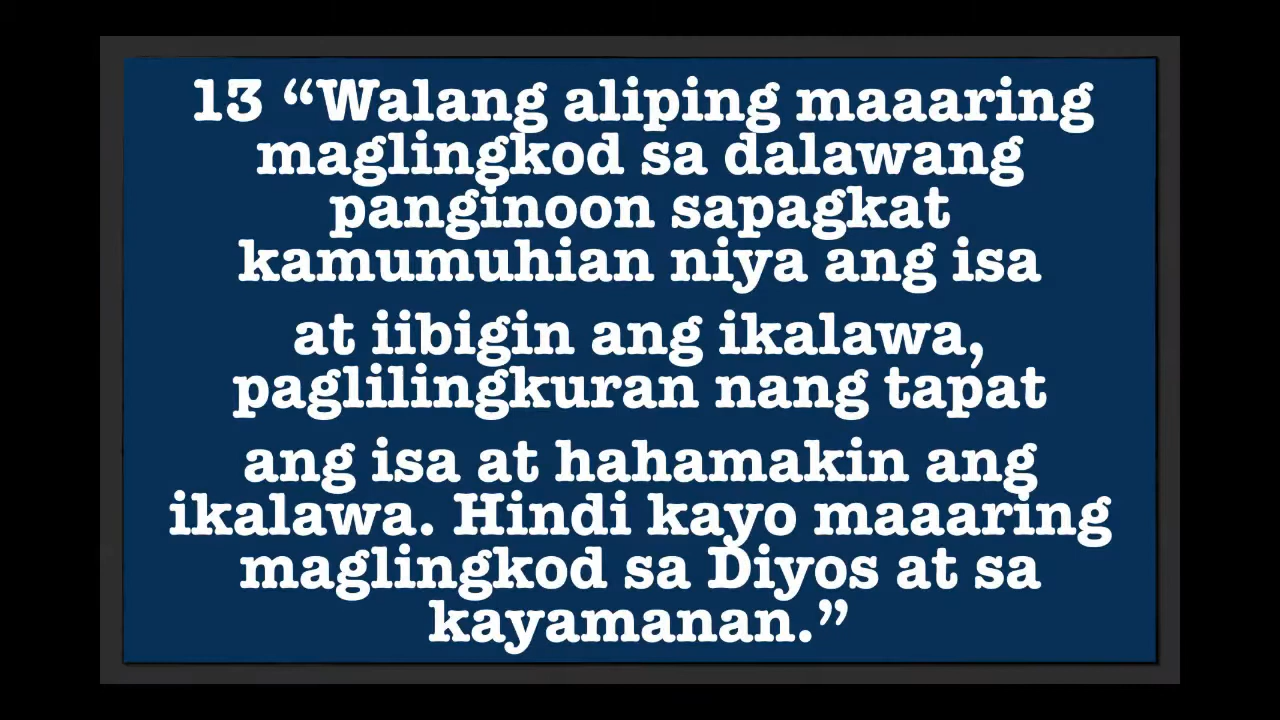 13 “Walang aliping maaaring
maglingkod sa dalawang
panginoon sapagkat
kamumuhian niya ang isa
at iibigin ang ikalawa,
paglilingkuran nang tapat
ang isa at hahamakin ang
ikalawa. Hindi kayo maaaring
maglingkod sa Diyos at sa
kayamanan.”